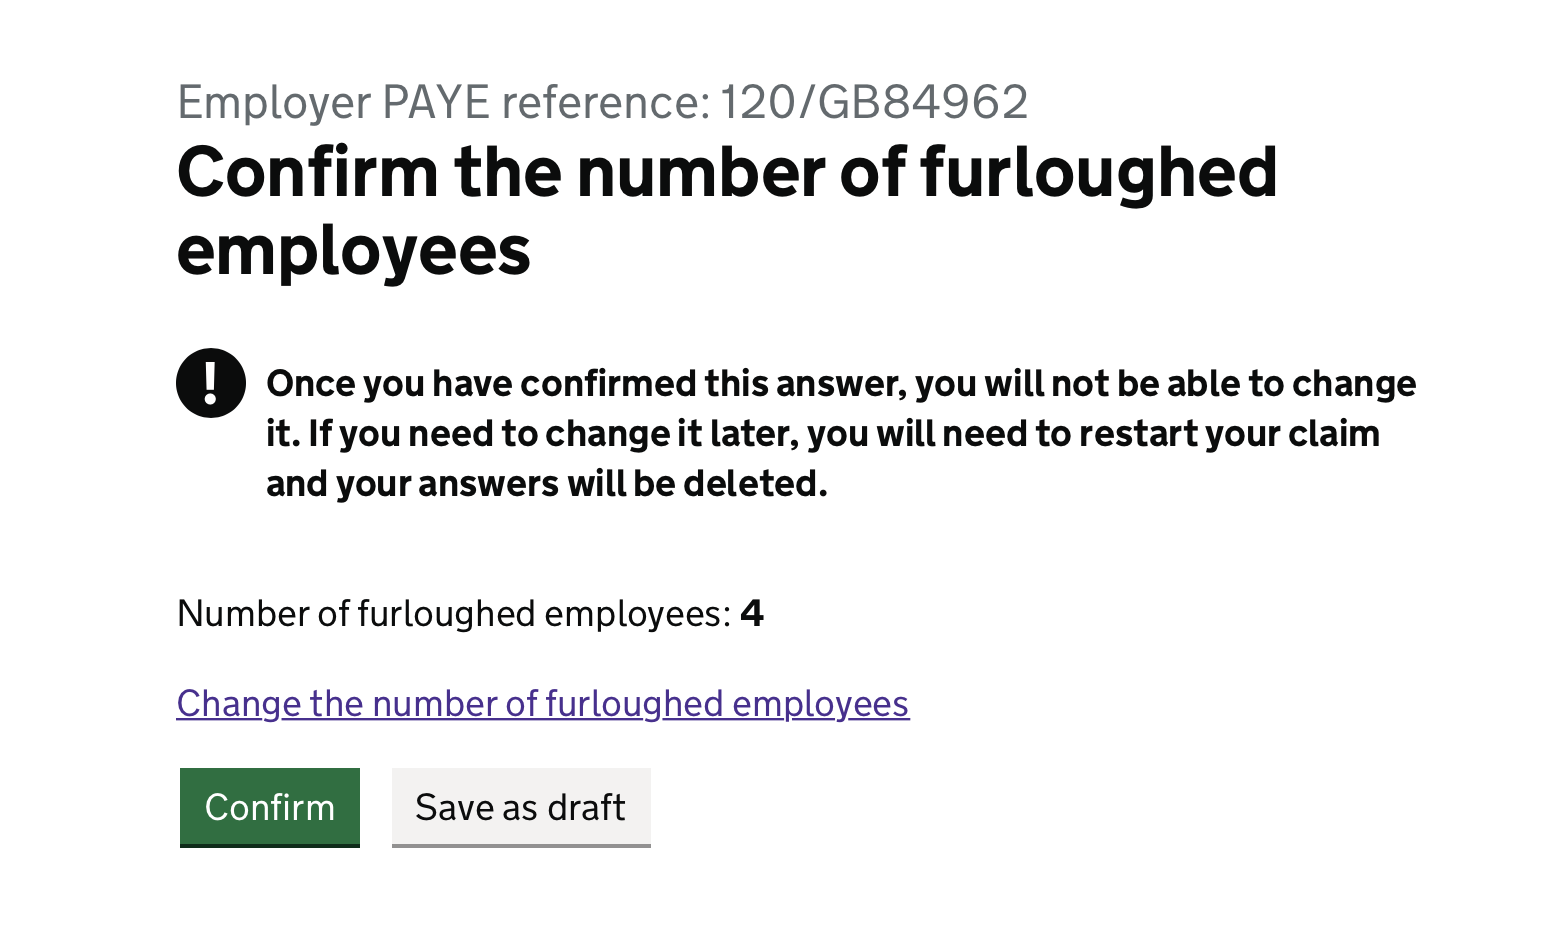 Employer PAYE reference: 120/GB84962
Confirm the number of furloughed
employees
!
Once you have confirmed this answer, you will not be able to change
it. If you need to change it later, you will need to restart your claim
and your answers will be deleted.
Number of furloughed employees: 4
Change the number of furloughed employees
Confirm
Save as draft